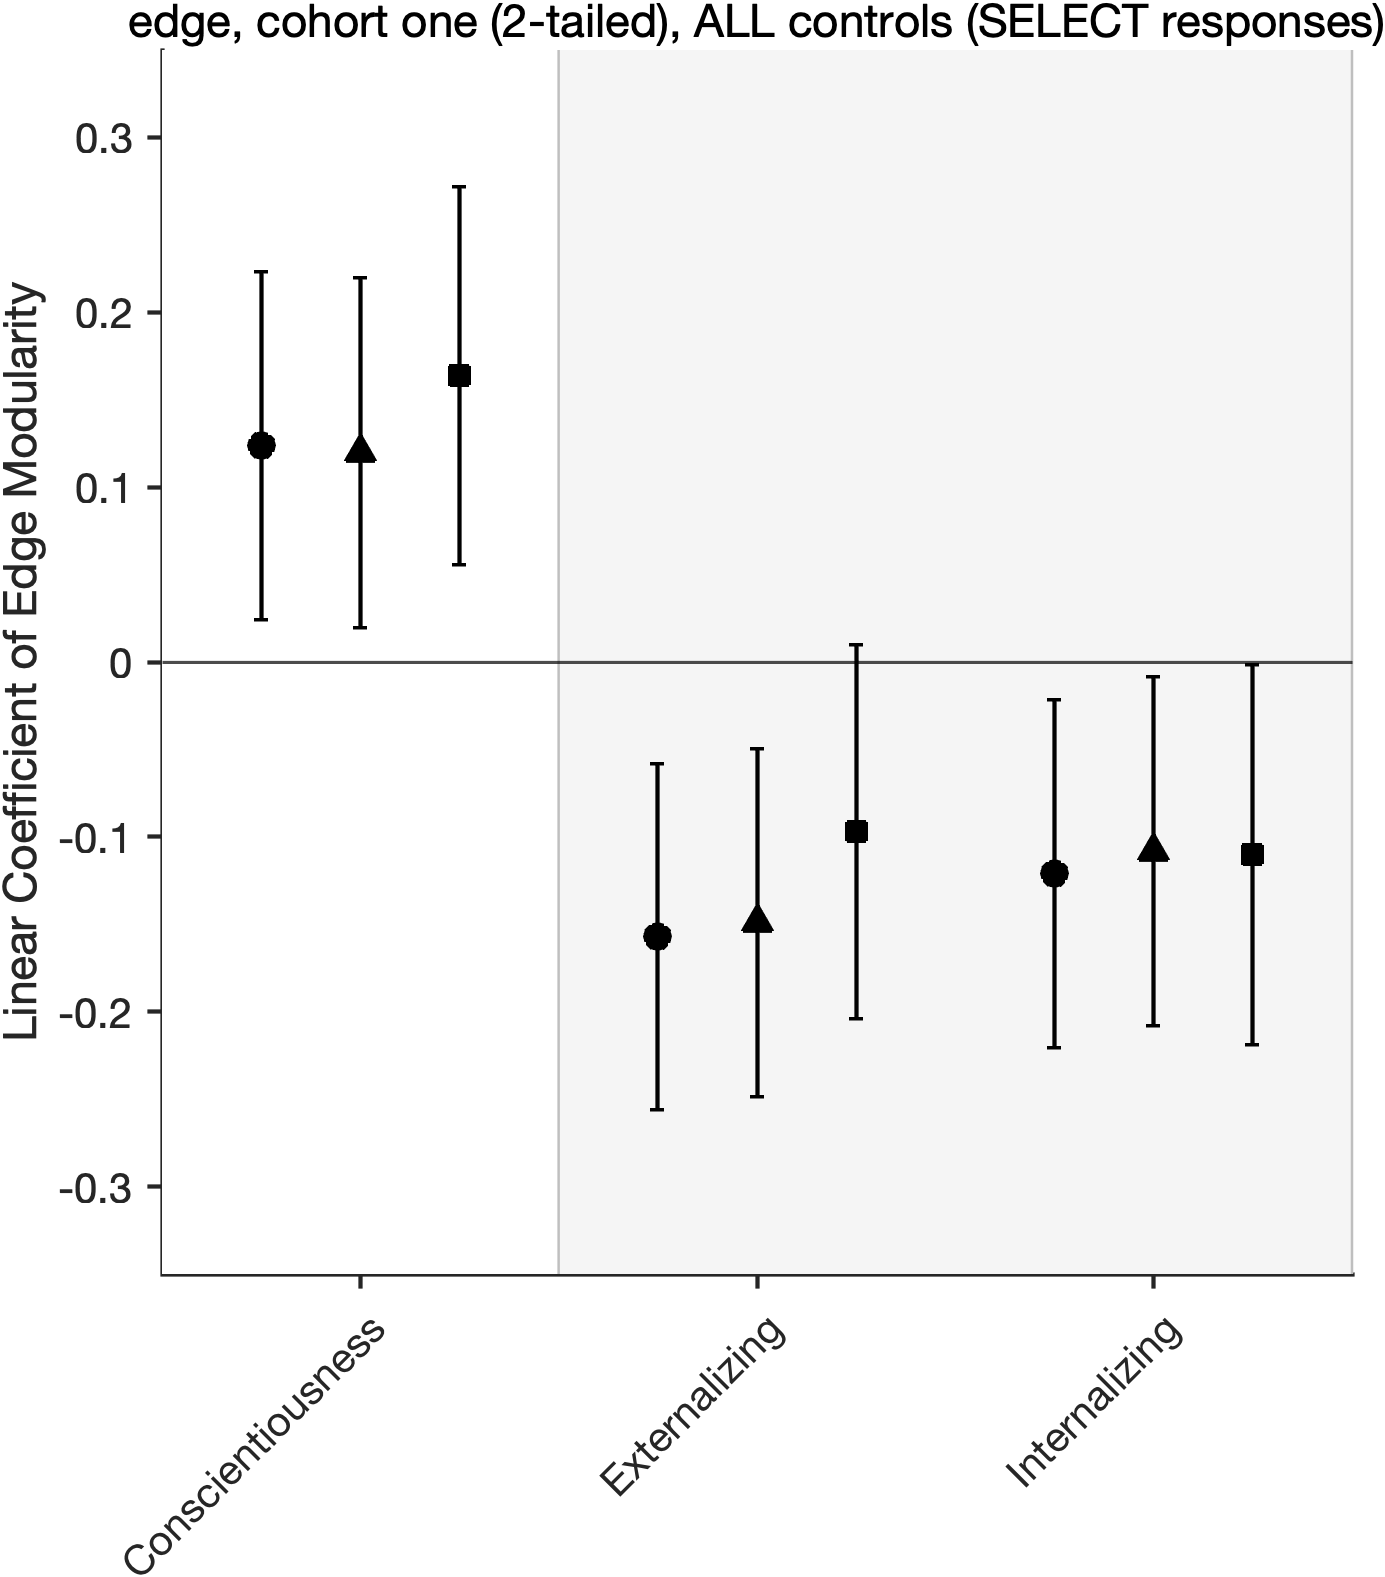 edge, cohort one (2-tailed), ALL controls (SELECT responses)
Linear Coefficient of Edge Modularity
0.3
0.2
0.1
0
-0.1
-0.2
-0.3
Conscientiousness
Externalizing
Internalizing